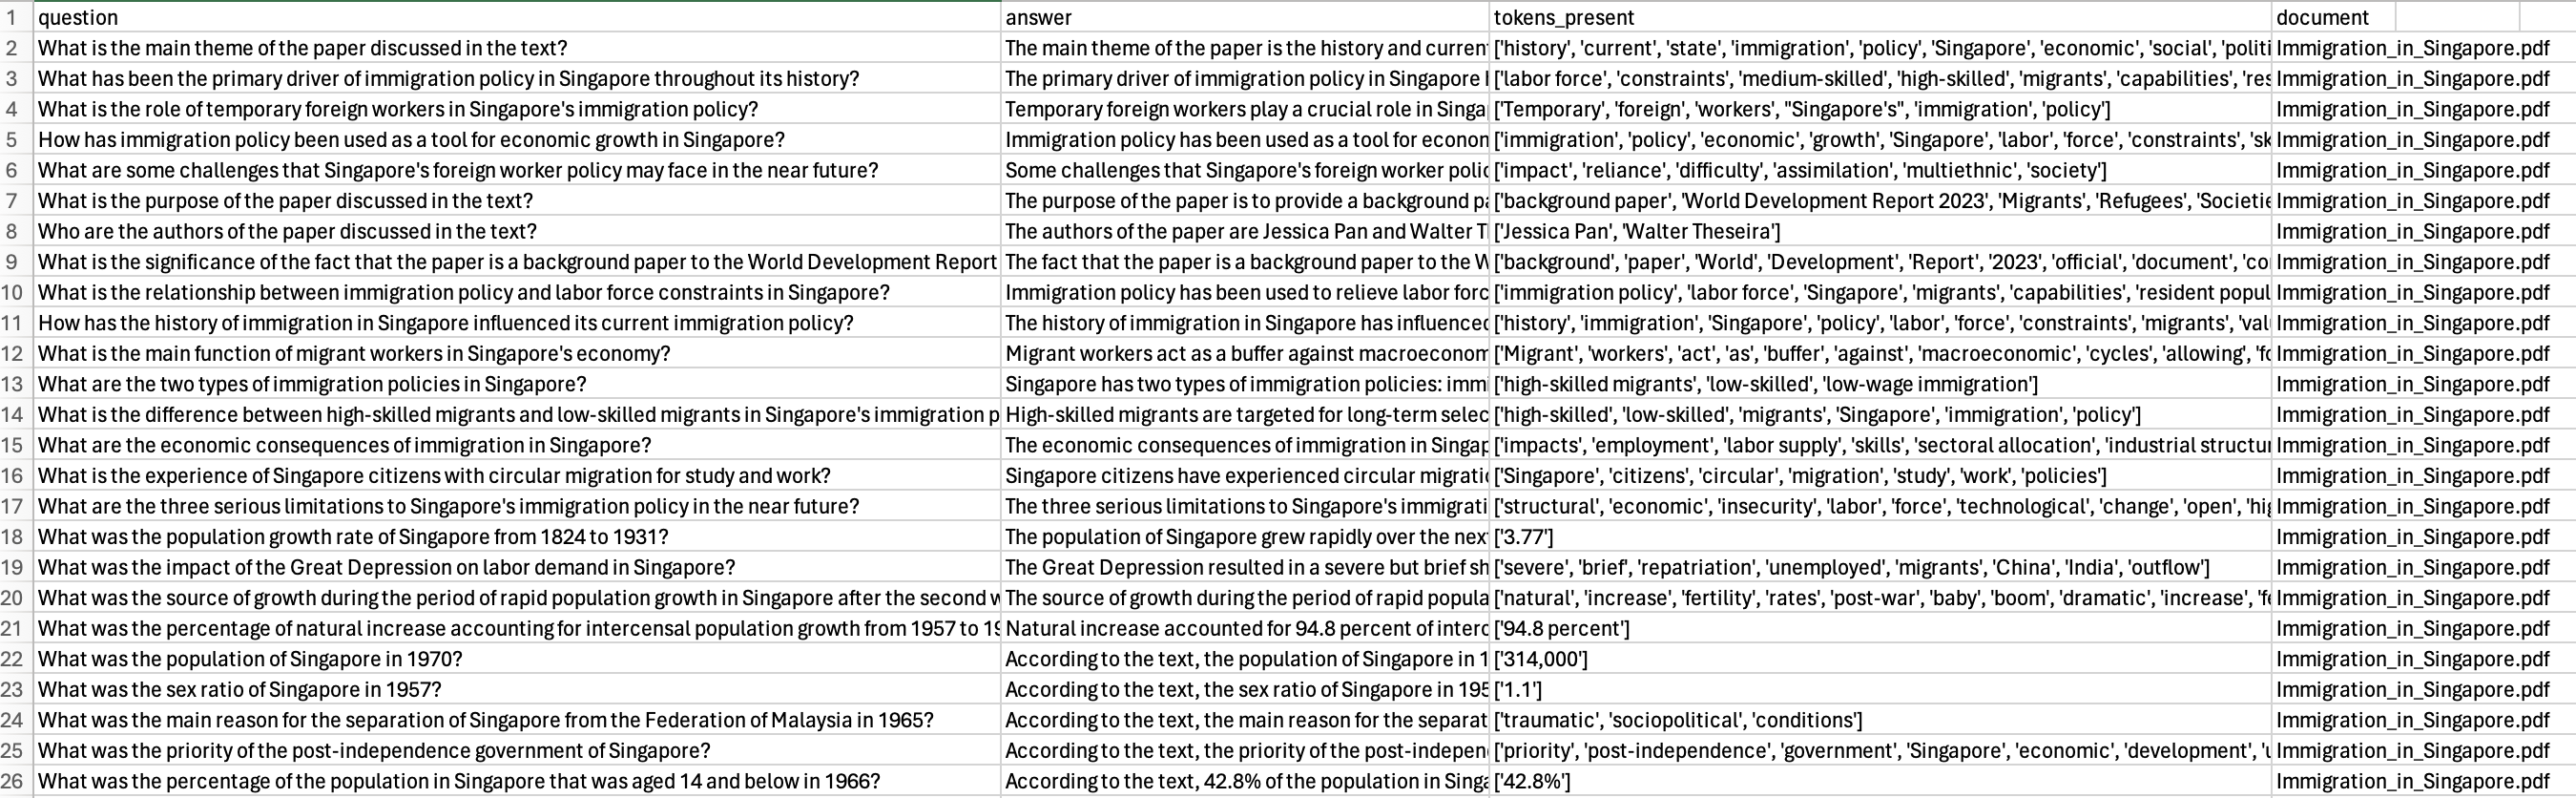 1 question answer tokens_present document
2 What is the main theme of the paper discussed in the text? The main theme of the paper is the history and curren ['history', 'current', 'state', 'immigration', 'policy', 'Singapore', 'economic', 'social', 'politi Immigration_in_Singapore.pdf
3 What has been the primary driver of immigration policy in Singapore throughout its history? The primary driver of immigration policy in Singapore ['labor force', 'constraints', 'medium-skilled', 'high-skilled', 'migrants', 'capabilities', 'res Immigration_in_Singapore.pdf
4 What is the role of temporary foreign workers in Singapore's immigration policy? Temporary foreign workers play a crucial role in Singa ['Temporary', 'foreign', 'workers', "Singapore's", 'immigration', 'policy'] Immigration_in_Singapore.pdf
5 How has immigration policy been used as a tool for economic growth in Singapore? Immigration policy has been used as a tool for econon ['immigration', 'policy', 'economic', 'growth', 'Singapore', 'labor', 'force', 'constraints', 'sk Immigration_in_Singapore.pdf
6 What are some challenges that Singapore's foreign worker policy may face in the near future? Some challenges that Singapore's foreign worker polic ['impact', 'reliance', 'difficulty', 'assimilation', 'multiethnic', 'society'] Immigration_in_Singapore.pdf
7 What is the purpose of the paper discussed in the text? The purpose of the paper is to provide a background pa ['background paper', 'World Development Report 2023', 'Migrants', 'Refugees', 'Societie Immigration_in_Singapore.pdf
8 Who are the authors of the paper discussed in the text? The authors of the paper are Jessica Pan and Walter T ['Jessica Pan', 'Walter Theseira'] Immigration_in_Singapore.pdf
9 What is the significance of the fact that the paper is a background paper to the World Development Report The fact that the paper is a background paper to the W ['background', 'paper', 'World', 'Development', 'Report', '2023', 'official', 'document', 'co Immigration_in_Singapore.pdf
10 What is the relationship between immigration policy and labor force constraints in Singapore? Immigration policy has been used to relieve labor forc ['immigration policy', 'labor force', 'Singapore', 'migrants', 'capabilities', 'resident popul Immigration_in_Singapore.pdf
11 How has the history of immigration in Singapore influenced its current immigration policy? The history of immigration in Singapore has influenced ['history', 'immigration', 'Singapore', 'policy', 'labor', 'force', 'constraints', 'migrants', 'val Immigration_in_Singapore.pdf
12 What is the main function of migrant workers in Singapore's economy? Migrant workers act as a buffer against macroeconom ['Migrant', 'workers', 'act', 'as', 'buffer', 'against', 'macroeconomic', 'cycles', 'allowing', 'fo Immigration_in_Singapore.pdf
13 What are the two types of immigration policies in Singapore? Singapore has two types of immigration policies: imm ['high-skilled migrants', 'low-skilled', 'low-wage immigration'] Immigration_in_Singapore.pdf
14 What is the difference between high-skilled migrants and low-skilled migrants in Singapore's immigration p High-skilled migrants are targeted for long-term selec ['high-skilled', 'low-skilled', 'migrants', 'Singapore', 'immigration', 'policy'] Immigration_in_Singapore.pdf
15 What are the economic consequences of immigration in Singapore? The economic consequences of immigration in Singap ['impacts', 'employment', 'labor supply', 'skills', 'sectoral allocation', 'industrial structur Immigration_in_Singapore.pdf
16 What is the experience of Singapore citizens with circular migration for study and work? Singapore citizens have experienced circular migratio ['Singapore', 'citizens', 'circular', 'migration', 'study', 'work', 'policies'] Immigration_in_Singapore.pdf
17 What are the three serious limitations to Singapore's immigration policy in the near future? The three serious limitations to Singapore's immigrati ['structural', 'economic', 'insecurity', 'labor', 'force', 'technological', 'change', 'open', 'hig Immigration_in_Singapore.pdf
18 What was the population growth rate of Singapore from 1824 to 1931? The population of Singapore grew rapidly over the nex ['3.77'] Immigration_in_Singapore.pdf
19 What was the impact of the Great Depression on labor demand in Singapore? The Great Depression resulted in a severe but brief sh ['severe', 'brief', 'repatriation', 'unemployed', 'migrants', 'China', 'India', 'outflow'] Immigration_in_Singapore.pdf
20 What was the source of growth during the period of rapid population growth in Singapore after the second w The source of growth during the period of rapid popula ['natural', 'increase', 'fertility', 'rates', 'post-war', 'baby', 'boom', 'dramatic', 'increase', 'fe Immigration_in_Singapore.pdf
21 What was the percentage of natural increase accounting for intercensal population growth from 1957 to 19 Natural increase accounted for 94.8 percent of interc ['94.8 percent'] Immigration_in_Singapore.pdf
22 What was the population of Singapore in 1970? According to the text, the population of Singapore in 1 ['314,000'] Immigration_in_Singapore.pdf
23 What was the sex ratio of Singapore in 1957? According to the text, the sex ratio of Singapore in 195 ['1.1'] Immigration_in_Singapore.pdf
24 What was the main reason for the separation of Singapore from the Federation of Malaysia in 1965? According to the text, the main reason for the separat ['traumatic', 'sociopolitical', 'conditions'] Immigration_in_Singapore.pdf
25 What was the priority of the post-independence government of Singapore? According to the text, the priority of the post-indepen ['priority', 'post-independence', 'government', 'Singapore', 'economic', 'development', 'u Immigration_in_Singapore.pdf
26 What was the percentage of the population in Singapore that was aged 14 and below in 1966? According to the text, 42.8% of the population in Singa ['42.8%'] Immigration_in_Singapore.pdf